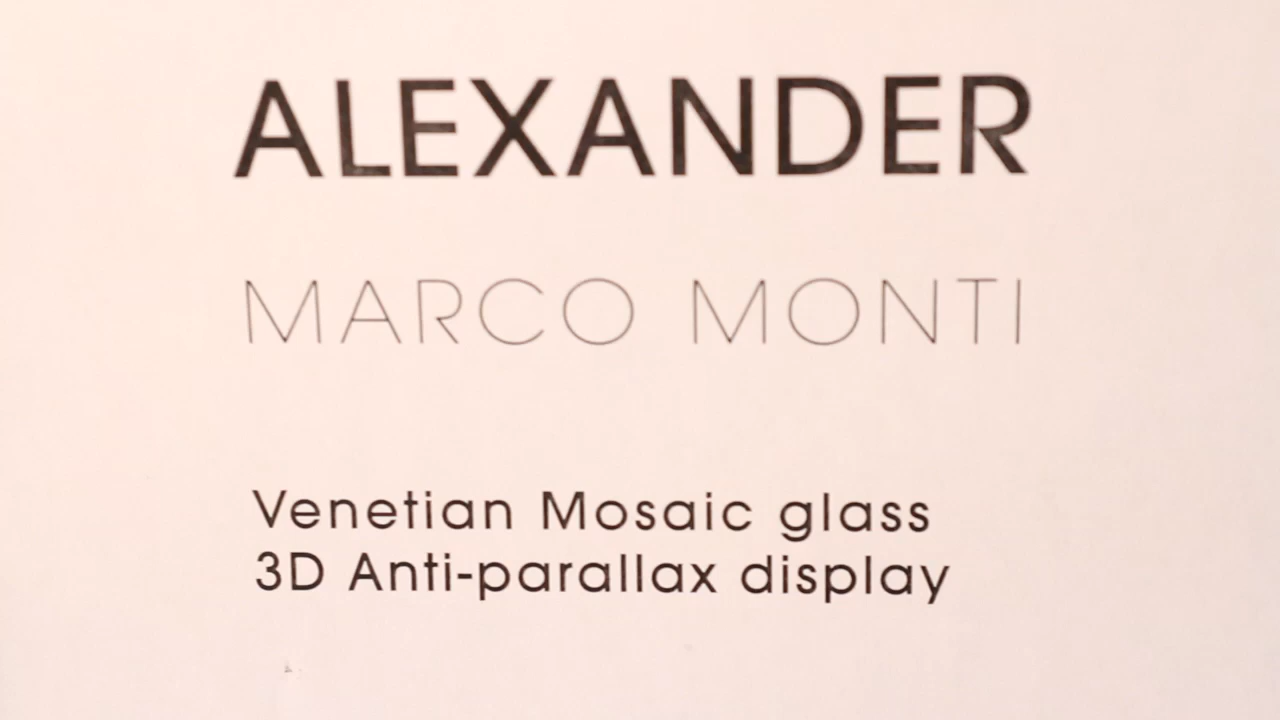 ALEXANDER
MARCO MONTI
Venetian Mosaic glass
3D Anti-parallax display